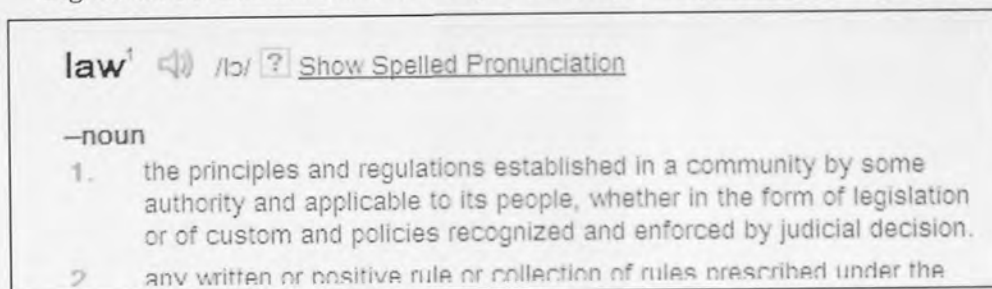 law¹ /lɔ/ ? Show Spelled Pronunciation
–noun
1. the principles and regulations established in a community by some
authority and applicable to its people, whether in the form of legislation
or of custom and policies recognized and enforced by judicial decision.
2 any written or positive rule or collection of rules prescribed under the